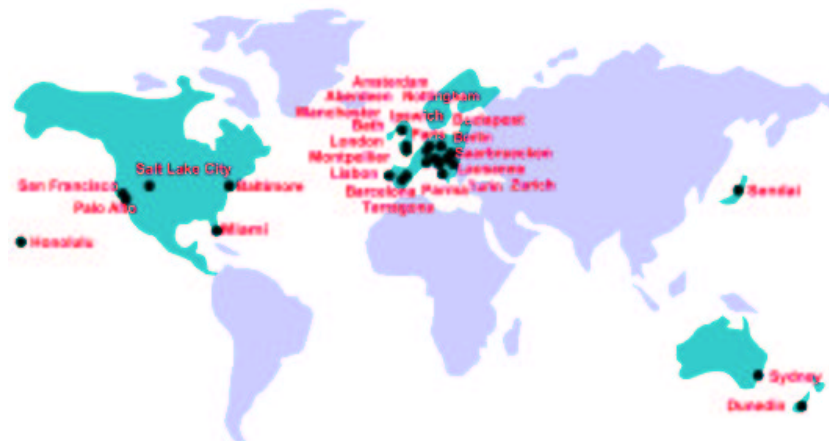 Amsterdam
Aberdeen Nottingham
Manchester Ipswich Budapest
Bath Paris Berlin
London Saarbrucken
Montpellier Lausanne
Lisbon
Barcelona Parma Turin Zurich
Tarragona
Salt Lake City
San Francisco Baltimore
Palo Alto
Miami
Honolulu
Sendai
Sydney
Dunedin